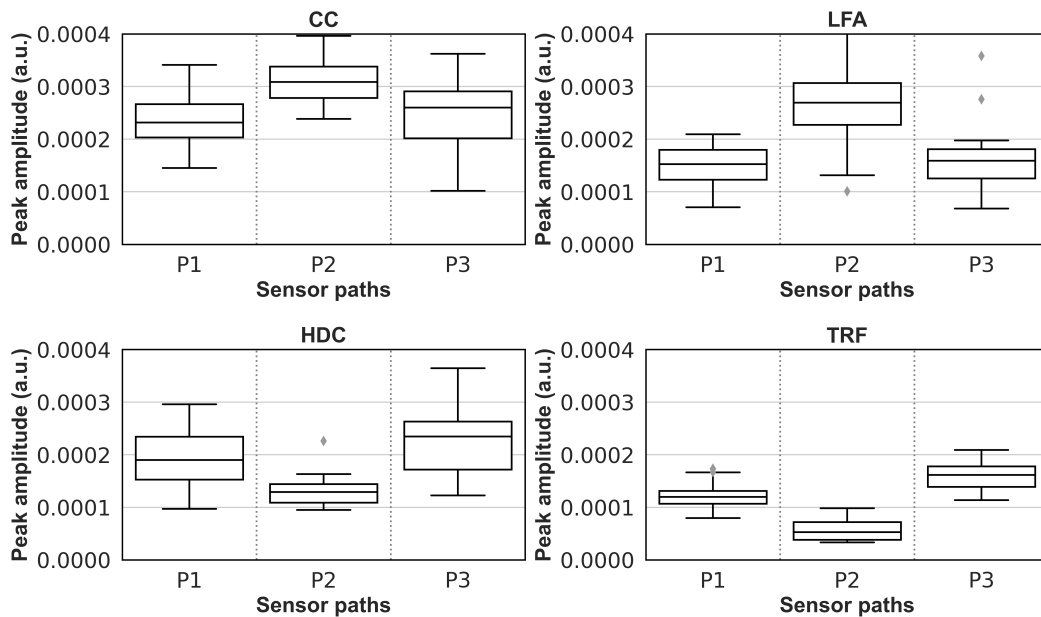 CC
Peak amplitude (a.u.)
0.0004
0.0003
0.0002
0.0001
0.0000
P1 P2 P3
Sensor paths
LFA
Peak amplitude (a.u.)
0.0004
0.0003
0.0002
0.0001
0.0000
P1 P2 P3
Sensor paths
HDC
Peak amplitude (a.u.)
0.0004
0.0003
0.0002
0.0001
0.0000
P1 P2 P3
Sensor paths
TRF
Peak amplitude (a.u.)
0.0004
0.0003
0.0002
0.0001
0.0000
P1 P2 P3
Sensor paths